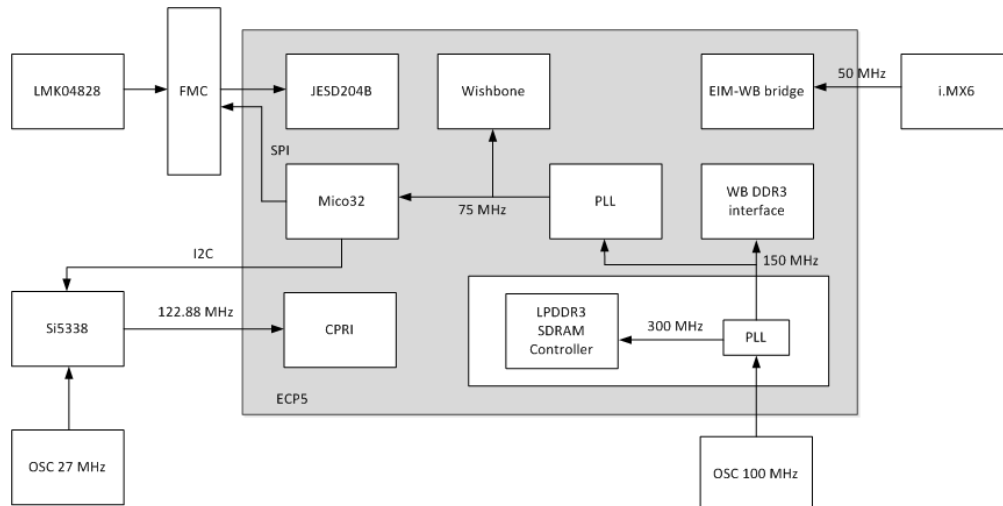 LMK04828
FMC
JESD204B
Wishbone
EIM-WB bridge
50 MHz
i.MX6
SPI
Mico32
75 MHz
PLL
WB DDR3
interface
I2C
150 MHz
Si5338
122.88 MHz
CPRI
LPDDR3
SDRAM
Controller
300 MHz
PLL
ECP5
OSC 27 MHz
OSC 100 MHz